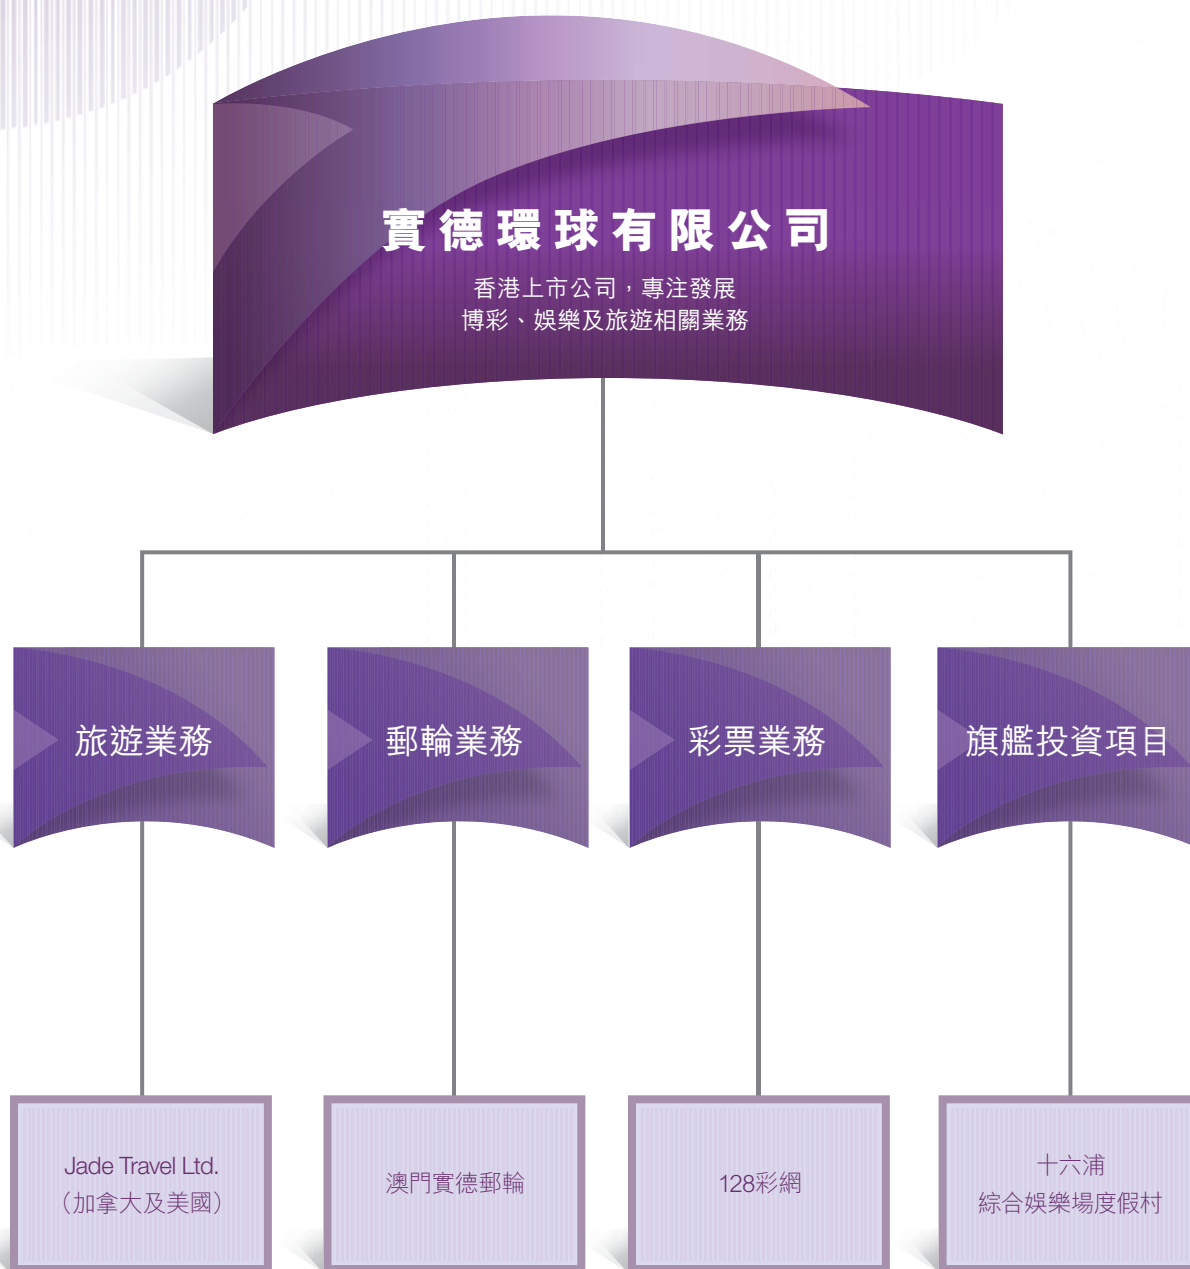 實德環球有限公司
香港上市公司，專注發展
博彩、娛樂及旅遊相關業務
旅遊業務
郵輪業務
彩票業務
旗艦投資項目
Jade Travel Ltd.
（加拿大及美國）
澳門實德郵輪
128彩網
十六浦
綜合娛樂場度假村